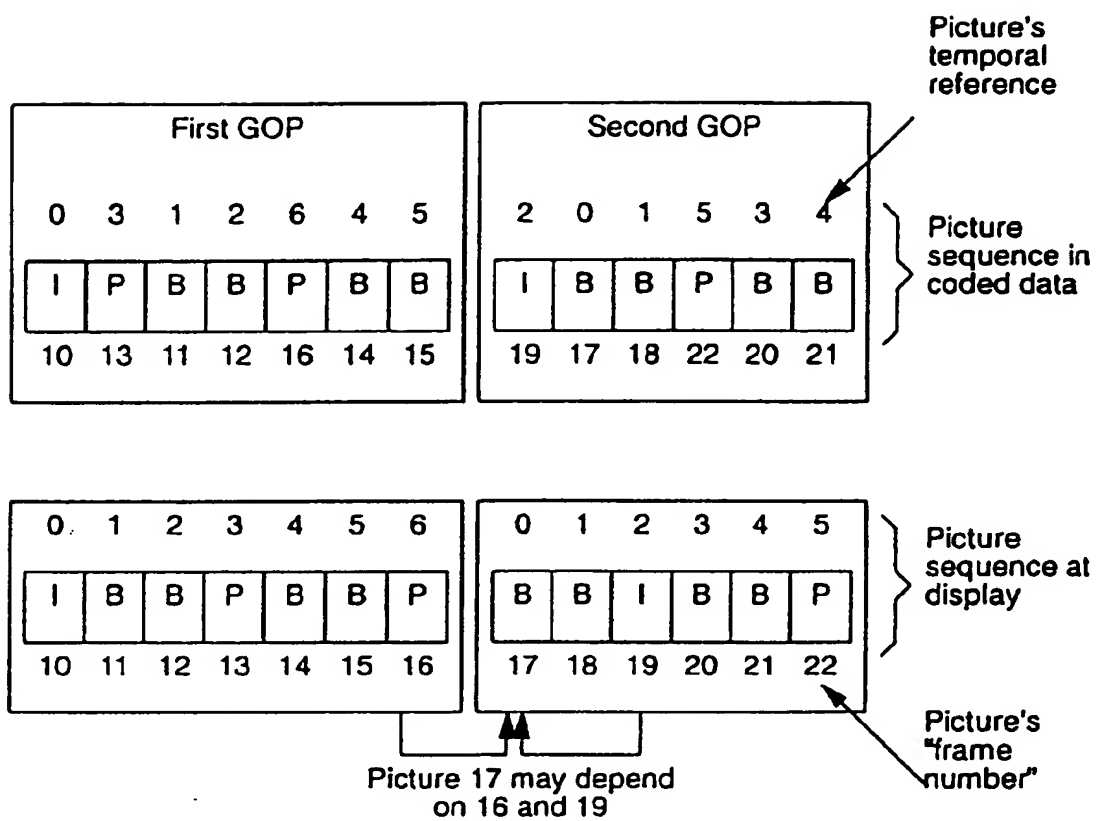 Picture's
temporal
reference
First GOP
Second GOP
0 3 1 2 6 4 5
2 0 1 5 3 4
I P B B P B B
I B B P B B
10 13 11 12 16 14 15
19 17 18 22 20 21
Picture
sequence in
coded data
0 1 2 3 4 5 6
0 1 2 3 4 5
I B B P B B P
B B I B B P
10 11 12 13 14 15 16
17 18 19 20 21 22
Picture
sequence at
display
Picture 17 may depend
on 16 and 19
Picture's
"frame
number"